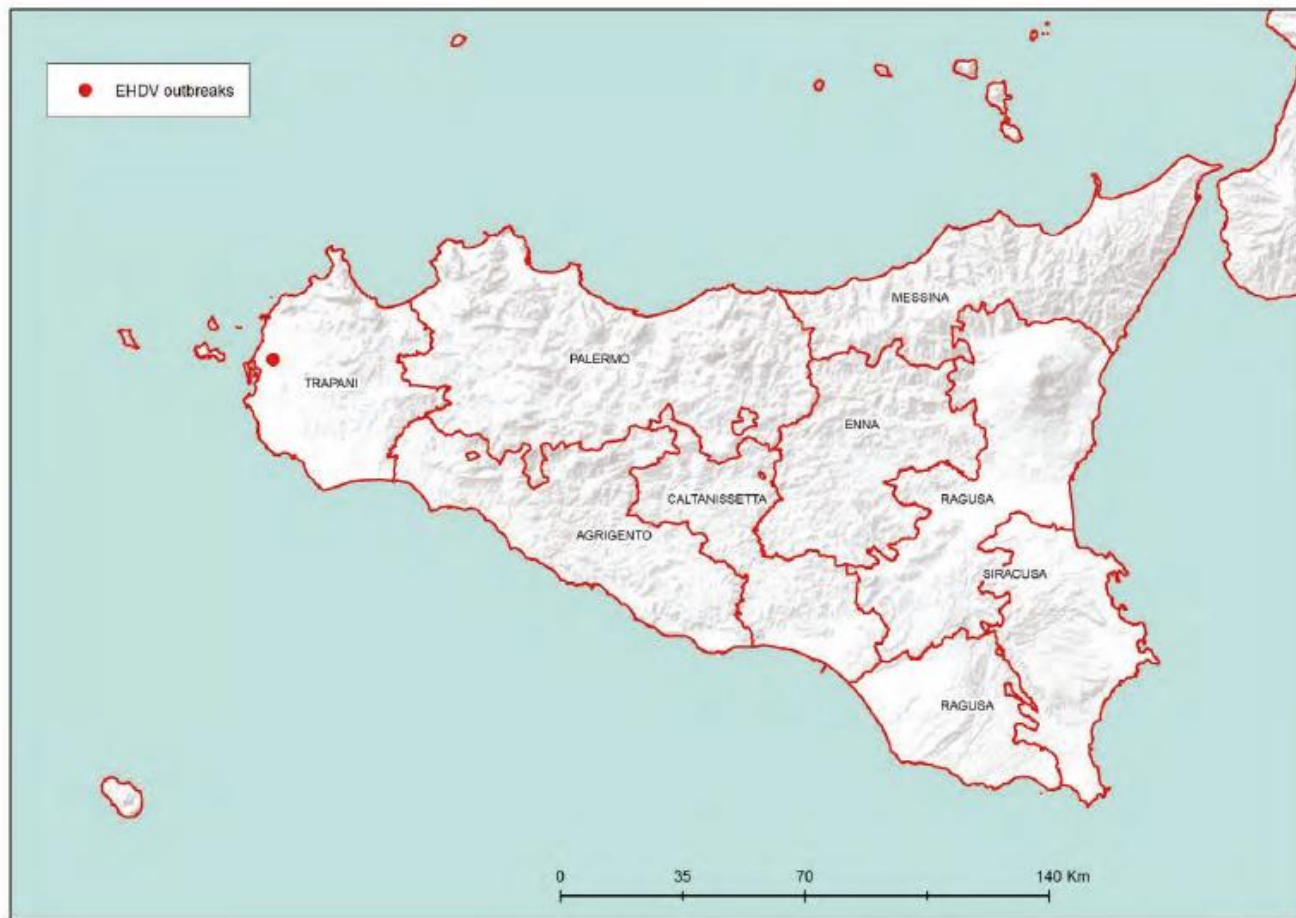 EHDV outbreaks
MESSINA
PALERMO
TRAPANI
ENNA
CALTANISSETTA
RAGUSA
AGRIGENTO
SIRACUSA
RAGUSA
0 35 70 140 Km